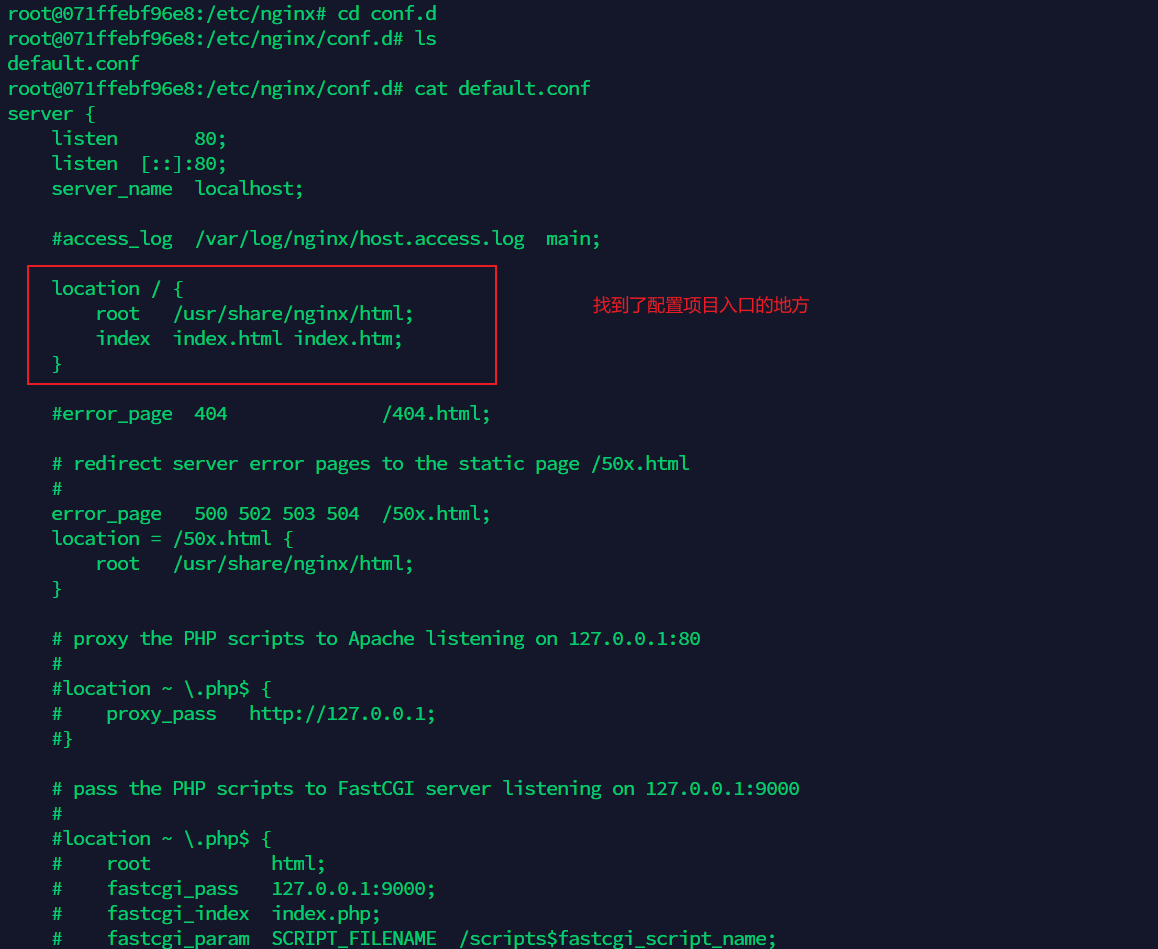 root@071ffebf96e8:/etc/nginx# cd conf.d
root@071ffebf96e8:/etc/nginx/conf.d# ls
default.conf
root@071ffebf96e8:/etc/nginx/conf.d# cat default.conf
server {
    listen       80;
    listen  [::]:80;
    server_name  localhost;

    #access_log  /var/log/nginx/host.access.log  main;

    location / {
        root   /usr/share/nginx/html;
        index  index.html index.htm;
    }
找到了配置项目入口的地方

    #error_page  404              /404.html;

    # redirect server error pages to the static page /50x.html
    #
    error_page   500 502 503 504  /50x.html;
    location = /50x.html {
        root   /usr/share/nginx/html;
    }

    # proxy the PHP scripts to Apache listening on 127.0.0.1:80
    #
    #location ~ \.php$ {
    #    proxy_pass   http://127.0.0.1;
    #}

    # pass the PHP scripts to FastCGI server listening on 127.0.0.1:9000
    #
    #location ~ \.php$ {
    #    root           html;
    #    fastcgi_pass   127.0.0.1:9000;
    #    fastcgi_index  index.php;
    #    fastcgi_param  SCRIPT_FILENAME  /scripts$fastcgi_script_name;